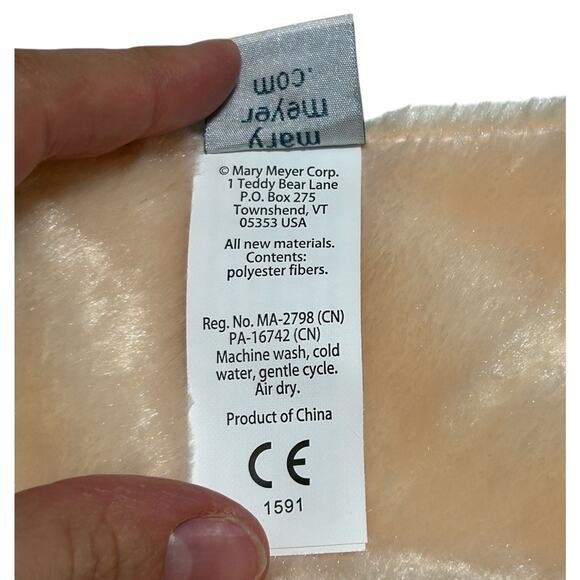 mary
meyer
.com
© Mary Meyer Corp.
1 Teddy Bear Lane
P.O. Box 275
Townshend, VT
05353 USA
All new materials.
Contents:
polyester fibers.
Reg. No. MA-2798 (CN)
PA-16742 (CN)
Machine wash, cold
water, gentle cycle.
Air dry.
Product of China
CE
1591